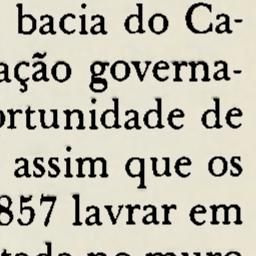 bacia do Ca-
ação governa-
ortunidade de
assim que os
857 lavrar em